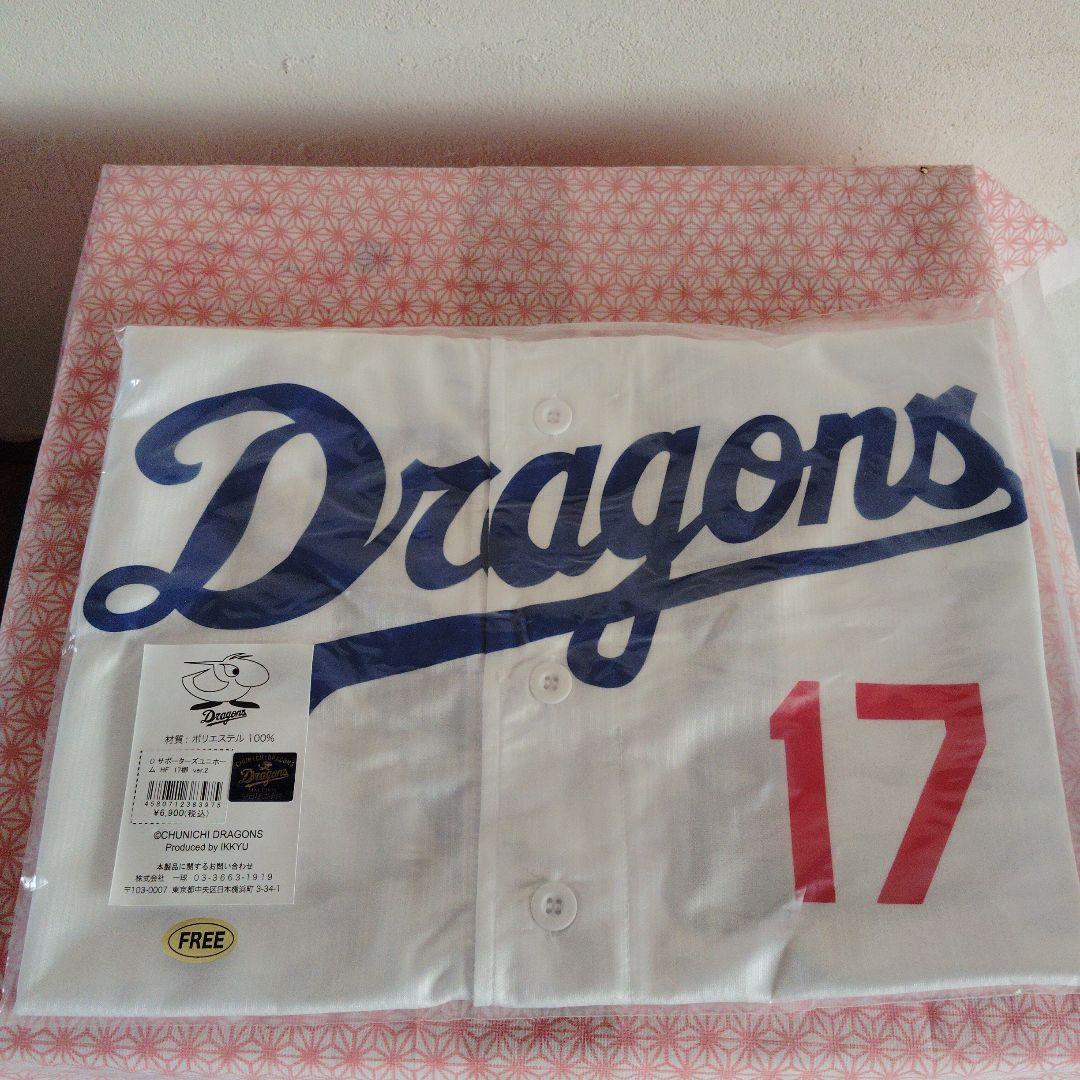 Dragons
17
Dragons
材質：ポリエステル 100%
D サポーターズユニホー
ム HF 17柳 ver.2
CHUNICHI DRAGONS
Dragons
4580712383975
¥6,900(税込)
©CHUNICHI DRAGONS
Produced by IKKYU
本製品に関するお問い合わせ
株式会社 一球 03-3663-1919
〒103-0007 東京都中央区日本橋浜町 3-34-1
FREE